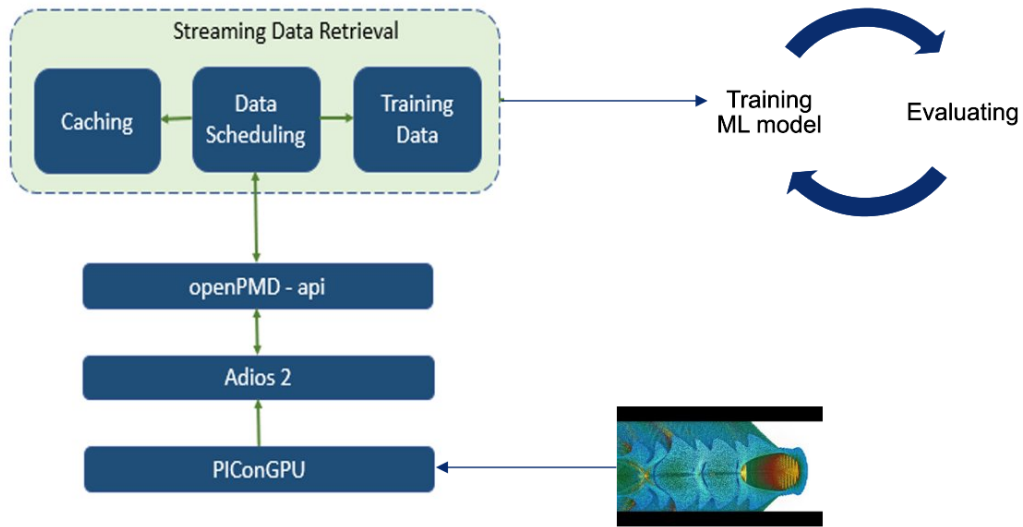 Streaming Data Retrieval
Caching
Data
Scheduling
Training
Data
Training
ML model
Evaluating
openPMD - api
Adios 2
PIConGPU